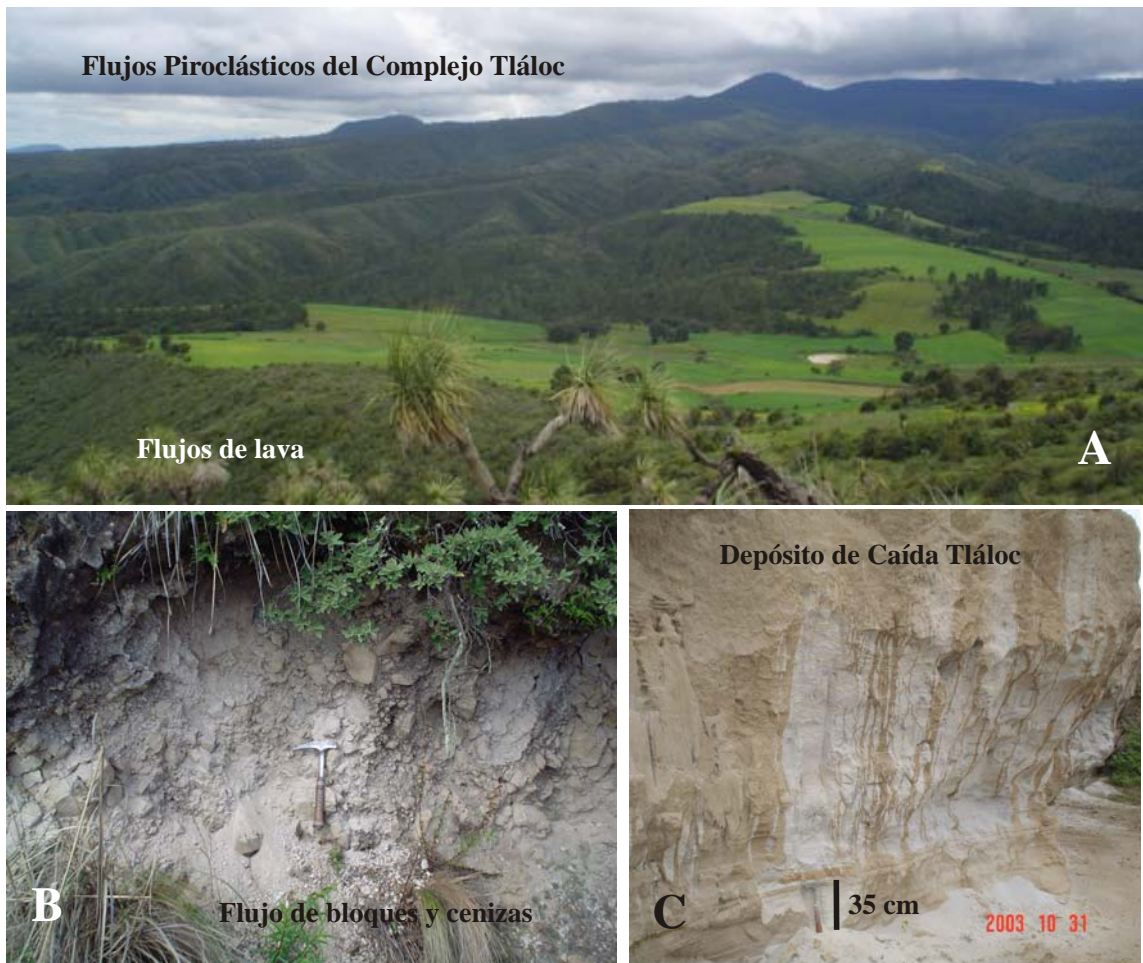 Flujos Piroclásticos del Complejo Tláloc
Flujos de lava
A
B
Flujo de bloques y cenizas
Depósito de Caída Tláloc
C
35 cm
2003 10 31